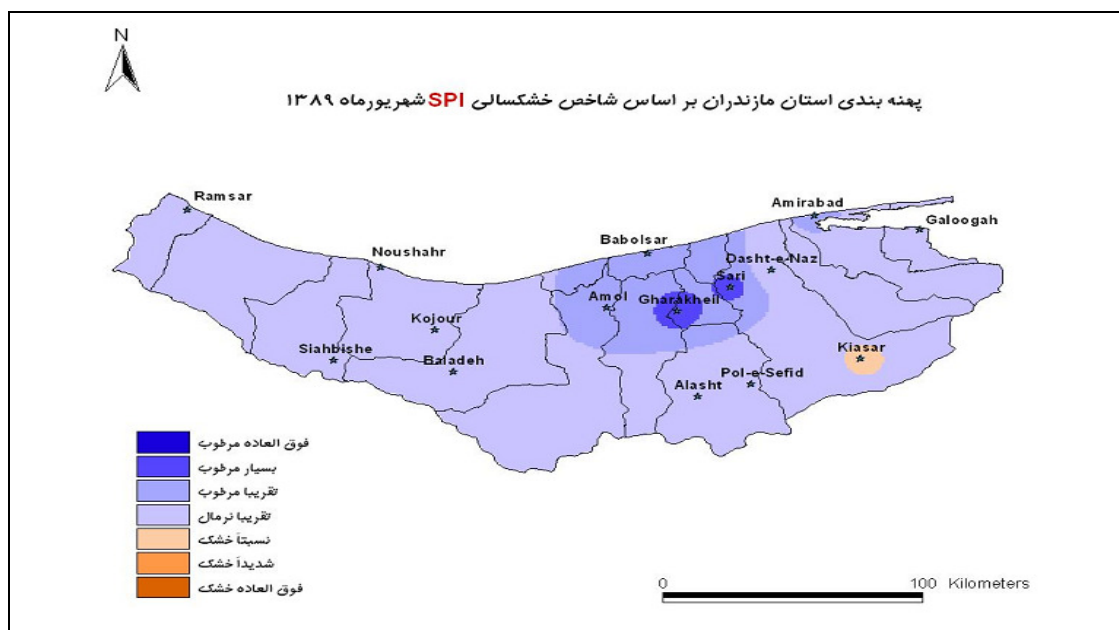 N
پهنه بندی استان مازندران بر اساس شاخص خشکسالی SPI شهریورماه ۱۳۸۹
Ramsar
Amirabad
Galoogah
Noushahr
Babolsar
Dasht-e-Naz
Sari
Amol
Gharakheil
Kojour
Siahbishe
Baladeh
Kiasar
Alasht
Pol-e-Sefid
فوق العاده مرطوب
بسیار مرطوب
تقریبا مرطوب
تقریبا نرمال
نسبتاً خشک
شدیداً خشک
فوق العاده خشک
0 100 Kilometers